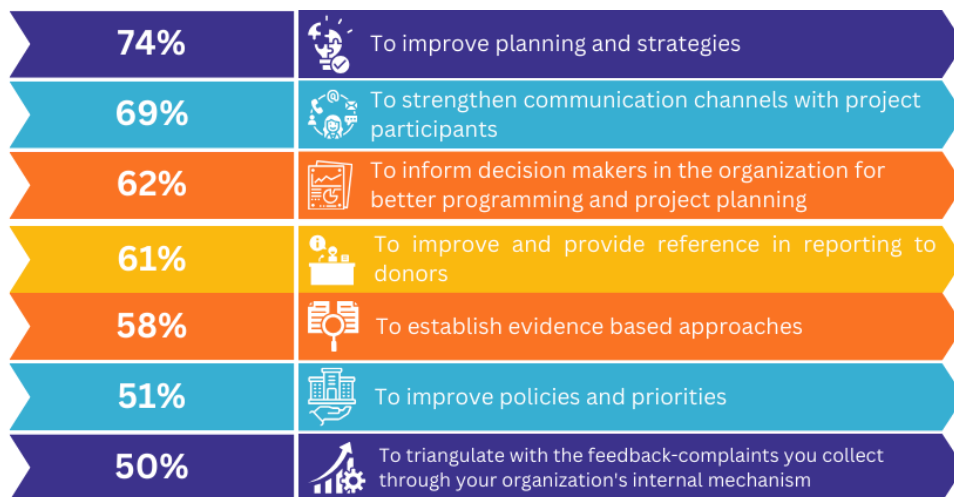 74%
To improve planning and strategies
69%
To strengthen communication channels with project
participants
62%
To inform decision makers in the organization for
better programming and project planning
61%
To improve and provide reference in reporting to
donors
58%
To establish evidence based approaches
51%
To improve policies and priorities
50%
To triangulate with the feedback-complaints you collect
through your organization's internal mechanism